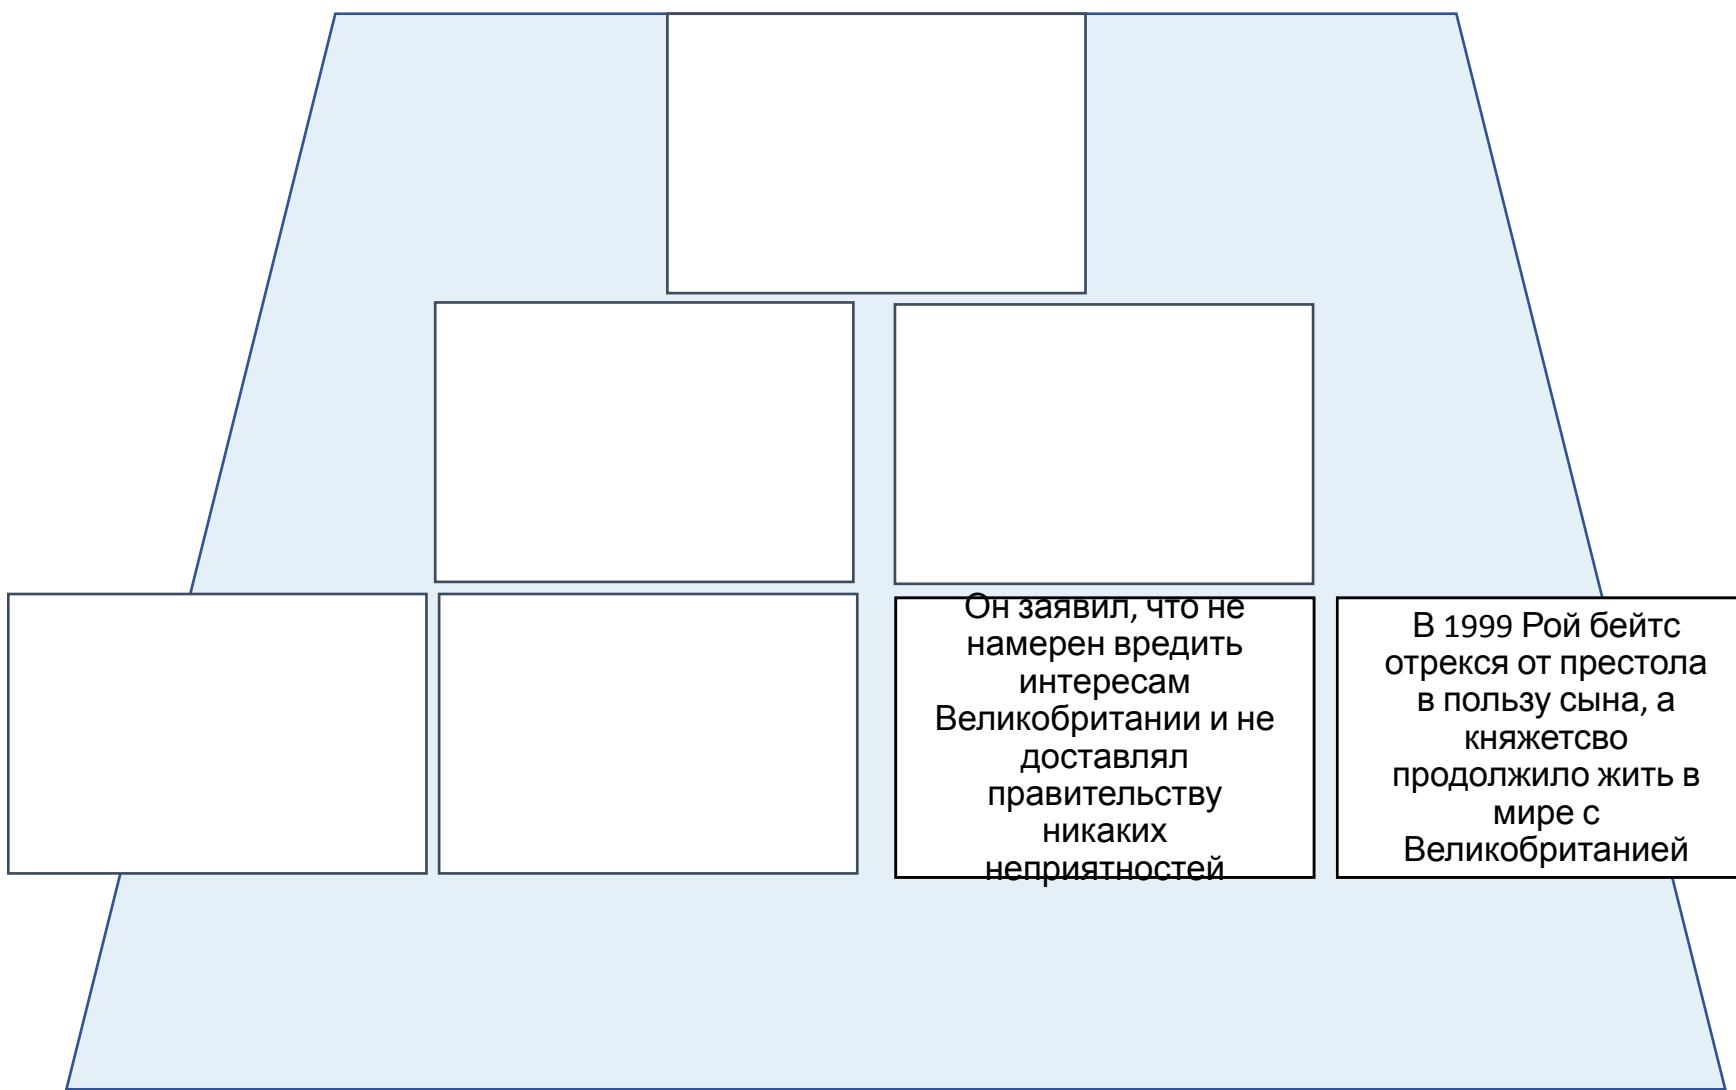 Он заявил, что не
намерен вредить
интересам
Великобритании и не
доставлял
правительству
никаких
неприятностей
В 1999 Рой бейтс
отрекся от престола
в пользу сына, а
княжетсво
продолжило жить в
мире с
Великобританией